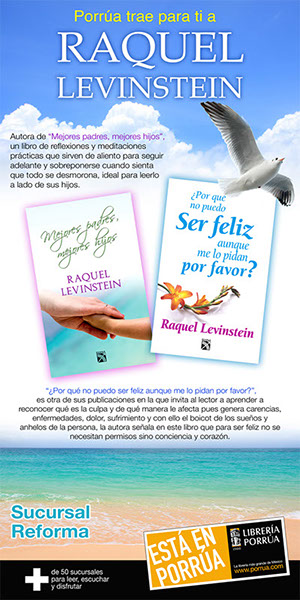 Porrúa trae para ti a
RAQUEL
LEVINSTEIN
Autora de “Mejores padres, mejores hijos”,
un libro de reflexiones y meditaciones
prácticas que sirven de aliento para seguir
adelante y sobreponerse cuando sienta
que todo se desmorona, ideal para leerlo
a lado de sus hijos.
Mejores padres,
mejores hijos
RAQUEL
LEVINSTEIN
¿Por qué
no puedo
Ser feliz
aunque
me lo pidan
por favor?
Raquel Levinstein
“¿Por qué no puedo ser feliz aunque me lo pidan por favor?”,
es otra de sus publicaciones en la que invita al lector a aprender a
reconocer qué es la culpa y de qué manera le afecta pues genera carencias,
enfermedades, dolor, sufrimiento y con ello el boicot de los sueños y
anhelos de la persona, la autora señala en este libro que para ser feliz no se
necesitan permisos sino conciencia y corazón.
Sucursal
Reforma
+ de 50 sucursales
para leer, escuchar
y disfrutar
ESTÁ EN
PORRÚA
LIBRERÍA
PORRÚA
La librería más grande de México
www.porrua.com